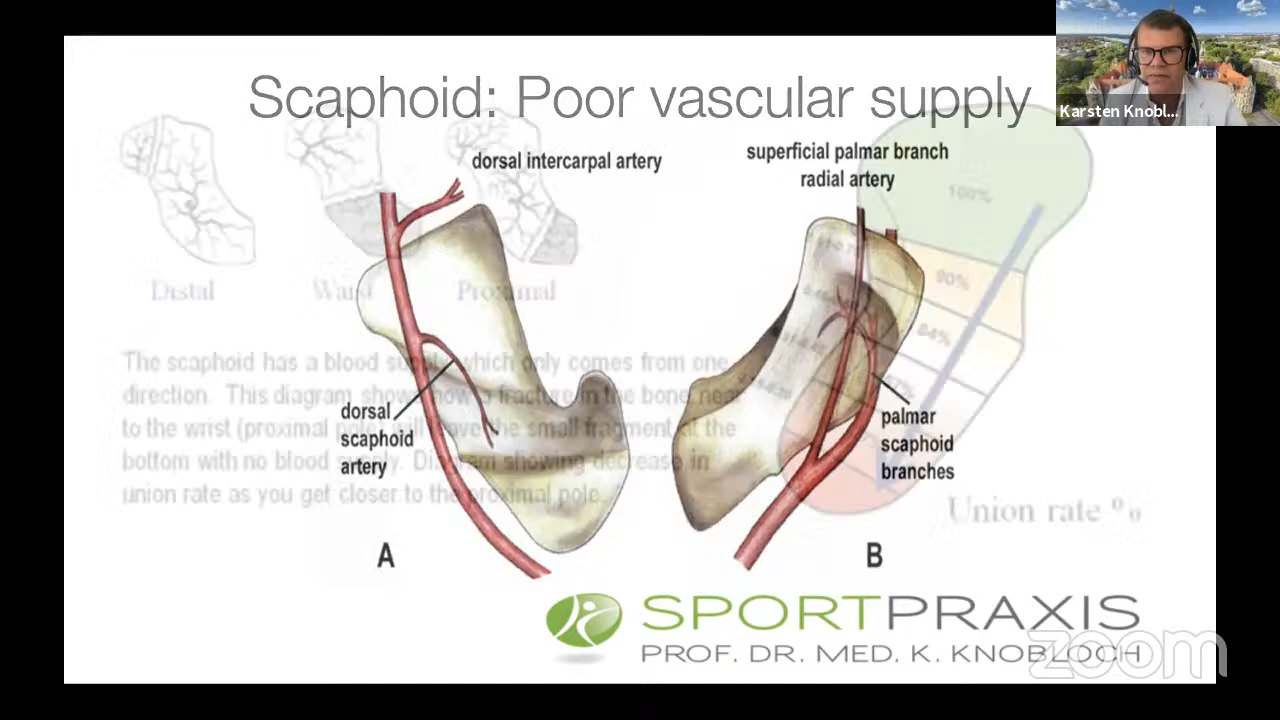 Scaphoid: Poor vascular supply
Karsten Knobl...
dorsal intercarpal artery
superficial palmar branch
radial artery
100%
90%
84%
Distal
Waist
Proximal
The scaphoid has a blood supply which only comes from one
direction. This diagram shows how a fracture in the bone near
to the wrist (proximal pole) will leave the small fragment at the
bottom with no blood supply. Diagram showing decrease in
union rate as you get closer to the proximal pole.
dorsal
scaphoid
artery
palmar
scaphoid
branches
Union rate %
A
B
SPORTPRAXIS
PROF. DR. MED. K. KNOBLOCH
zoom